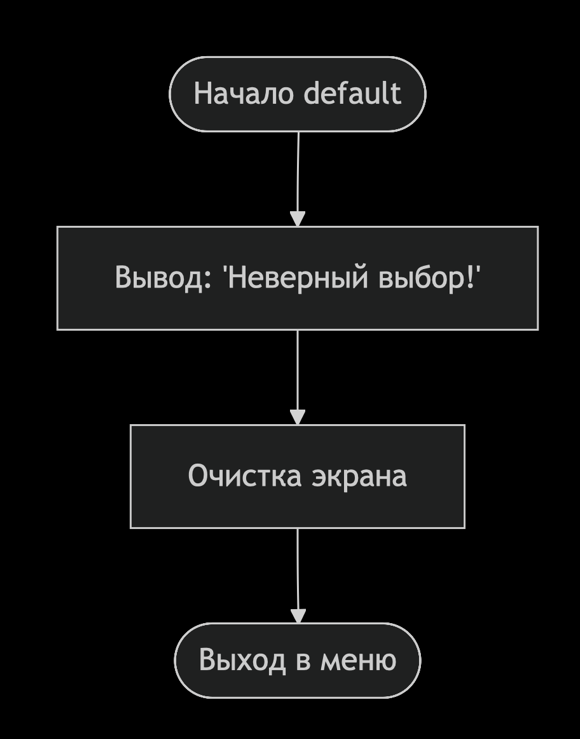 Начало default
Вывод: 'Неверный выбор!'
Очистка экрана
Выход в меню